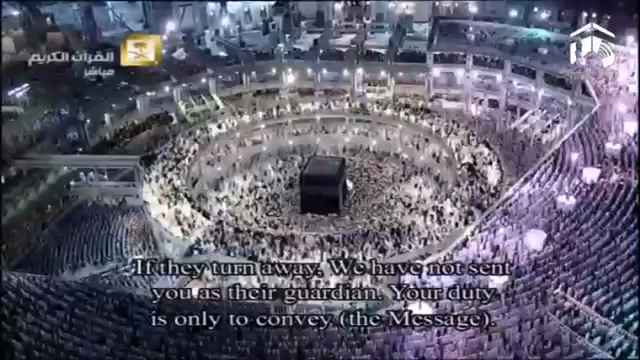 القرآن الكريم
مباشر
If they turn away, We have not sent
you as their guardian. Your duty
is only to convey (the Message).